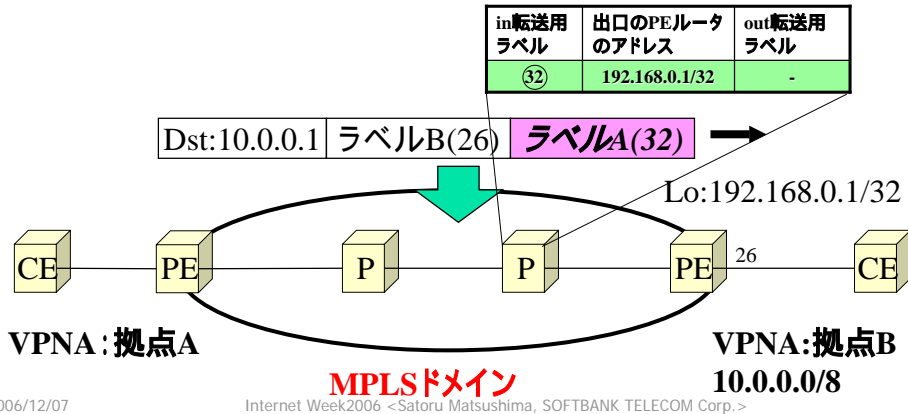 in転送用ラベル 出口のPEルータのアドレス out転送用ラベル
32 192.168.0.1/32 -
Dst:10.0.0.1 ラベルB(26) ラベルA(32)
Lo:192.168.0.1/32
CE PE P P PE 26 CE
VPNA:拠点A
VPNA:拠点B
10.0.0.0/8
MPLSドメイン
006/12/07 Internet Week2006 <Satoru Matsushima, SOFTBANK TELECOM Corp.>